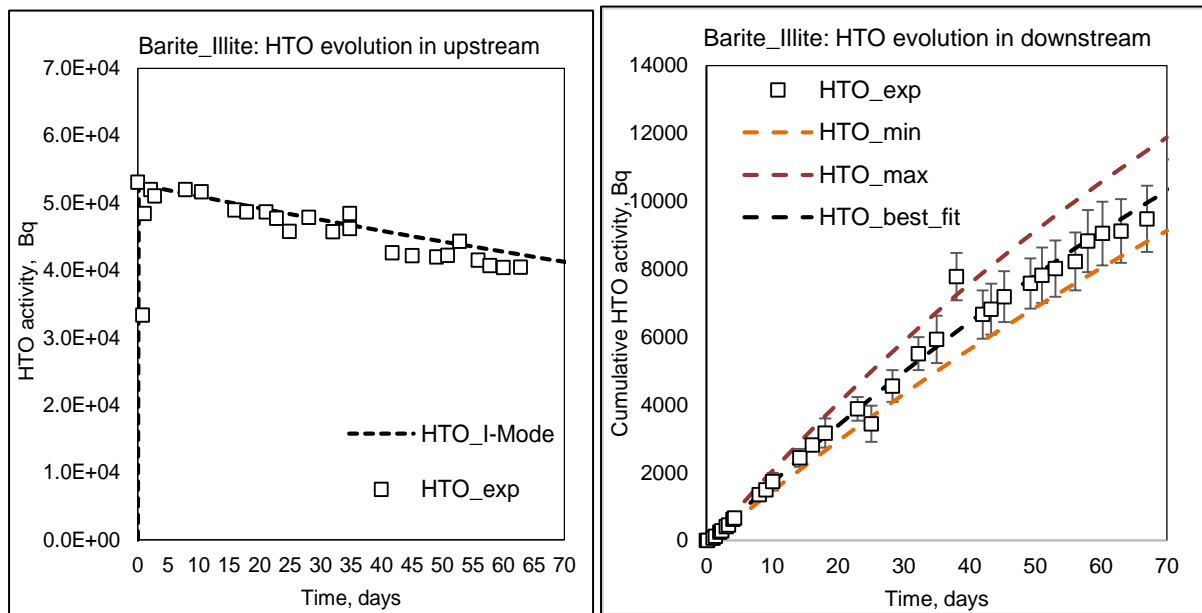 Barite_Illite: HTO evolution in upstream
7.0E+04
6.0E+04
5.0E+04
4.0E+04
3.0E+04
2.0E+04
1.0E+04
0.0E+00
HTO activity, Bq
HTO_I-Mode
HTO_exp
0 5 10 15 20 25 30 35 40 45 50 55 60 65 70
Time, days
Barite_Illite: HTO evolution in downstream
14000
12000
10000
8000
6000
4000
2000
0
Cumulative HTO activity, Bq
HTO_exp
HTO_min
HTO_max
HTO_best_fit
0 10 20 30 40 50 60 70
Time, days